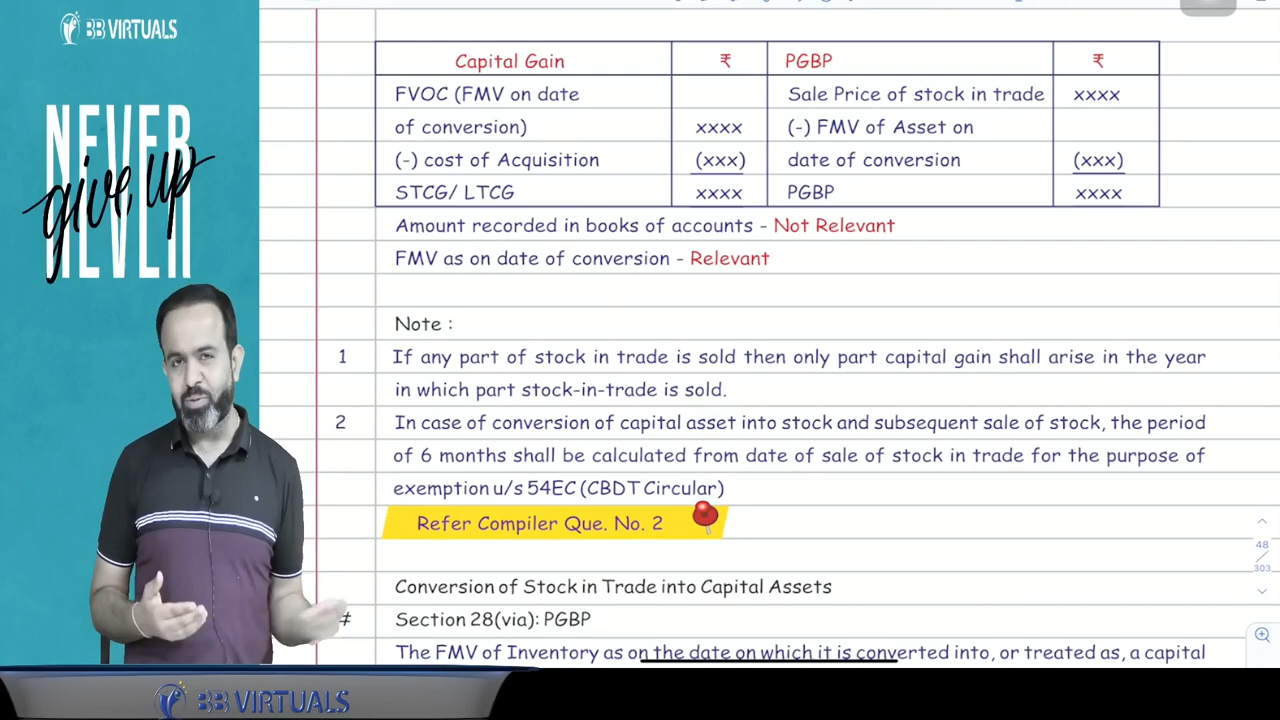 BB VIRTUALS
NEVER
give up
NEVER
Capital Gain ₹ PGBP ₹
FVOC (FMV on date Sale Price of stock in trade xxxx
of conversion) xxxx (-) FMV of Asset on
(-) cost of Acquisition (xxx) date of conversion (xxx)
STCG/ LTCG xxxx PGBP xxxx
Amount recorded in books of accounts - Not Relevant
FMV as on date of conversion - Relevant
Note :
1 If any part of stock in trade is sold then only part capital gain shall arise in the year
in which part stock-in-trade is sold.
2 In case of conversion of capital asset into stock and subsequent sale of stock, the period
of 6 months shall be calculated from date of sale of stock in trade for the purpose of
exemption u/s 54EC (CBDT Circular)
Refer Compiler Que. No. 2
48
/
303
Conversion of Stock in Trade into Capital Assets
# Section 28(via): PGBP
The FMV of Inventory as on the date on which it is converted into, or treated as, a capital
BB VIRTUALS